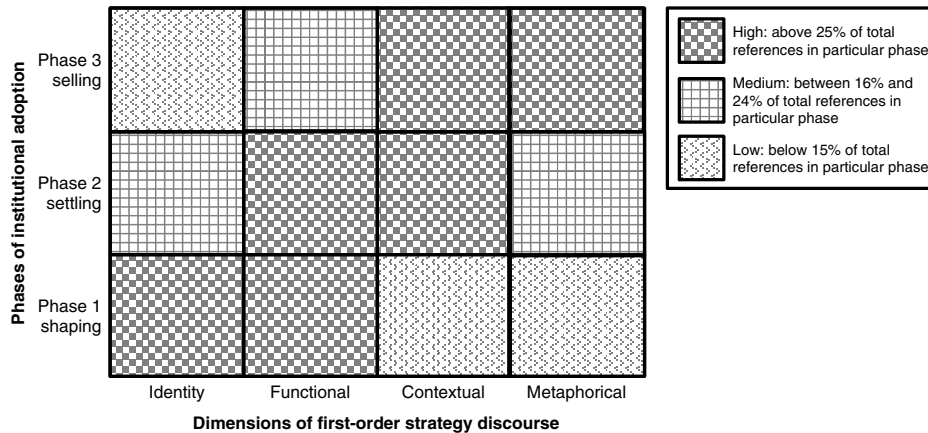 Phases of institutional adoption
Phase 3
selling
Phase 2
settling
Phase 1
shaping
Identity
Functional
Contextual
Metaphorical
Dimensions of first-order strategy discourse
High: above 25% of total
references in particular phase
Medium: between 16% and
24% of total references in
particular phase
Low: below 15% of total
references in particular phase